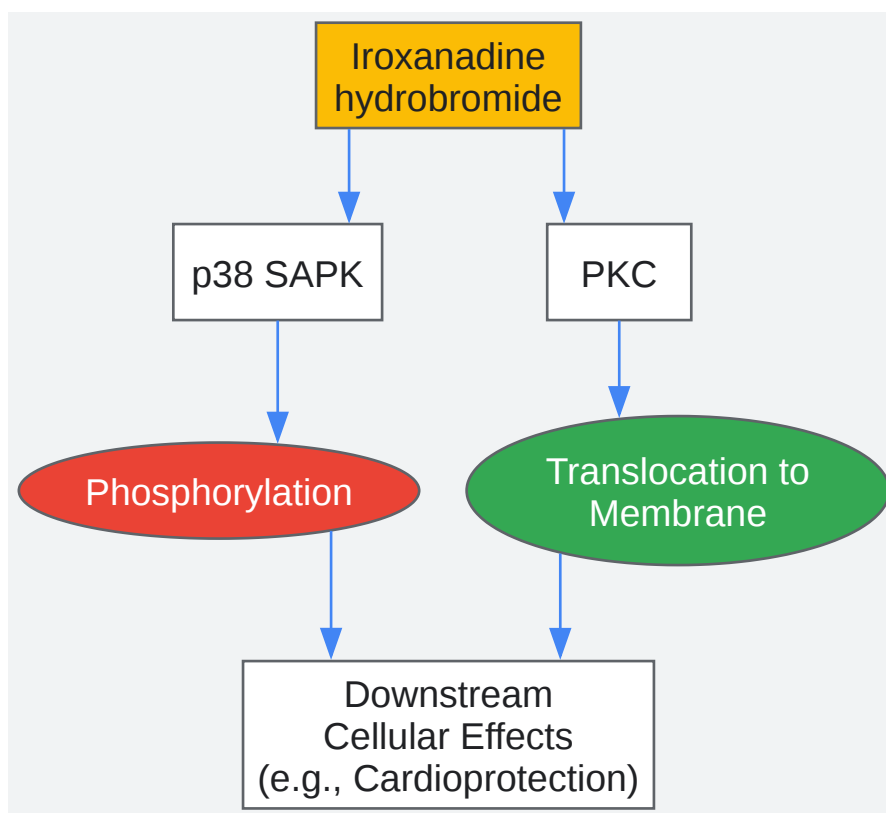 Iroxanadine
hydrobromide
p38 SAPK
PKC
Phosphorylation
Translocation to
Membrane
Downstream
Cellular Effects
(e.g., Cardioprotection)